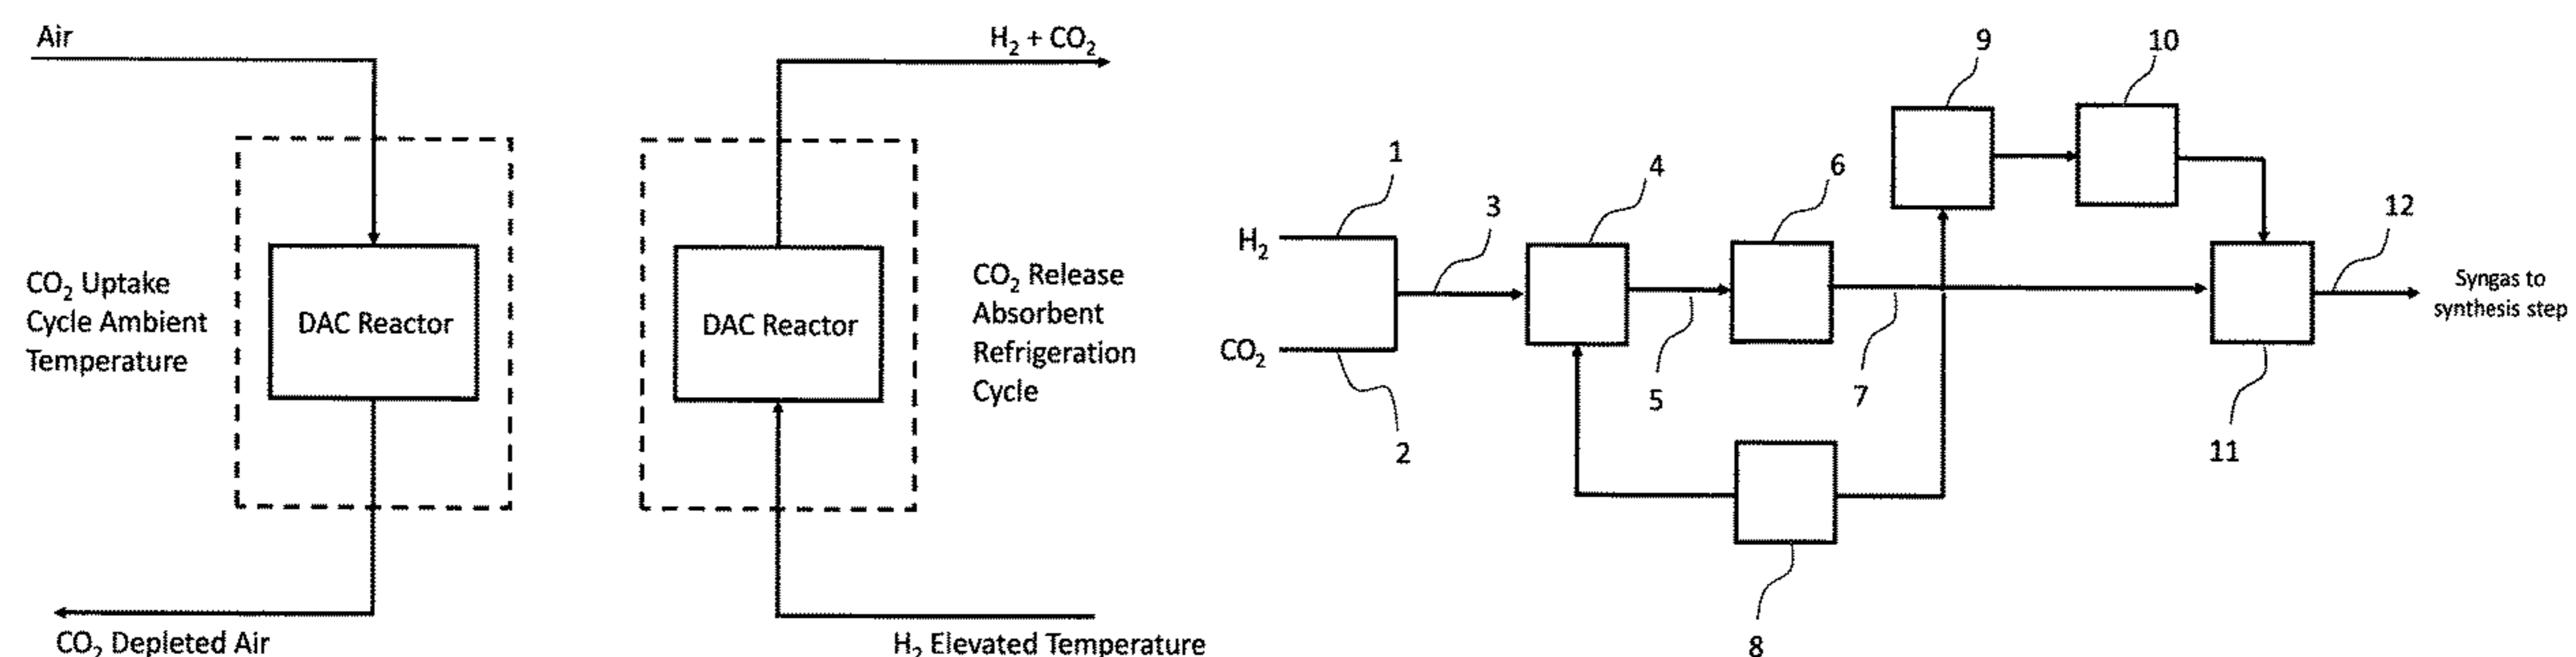 Air
CO₂ Uptake
Cycle Ambient
Temperature
DAC Reactor
CO₂ Depleted Air
H₂ + CO₂
DAC Reactor
CO₂ Release
Absorbent
Refrigeration
Cycle
H₂ Elevated Temperature
H₂
CO₂
1
2
3
4
5
6
7
8
9
10
11
12
Syngas to
synthesis step